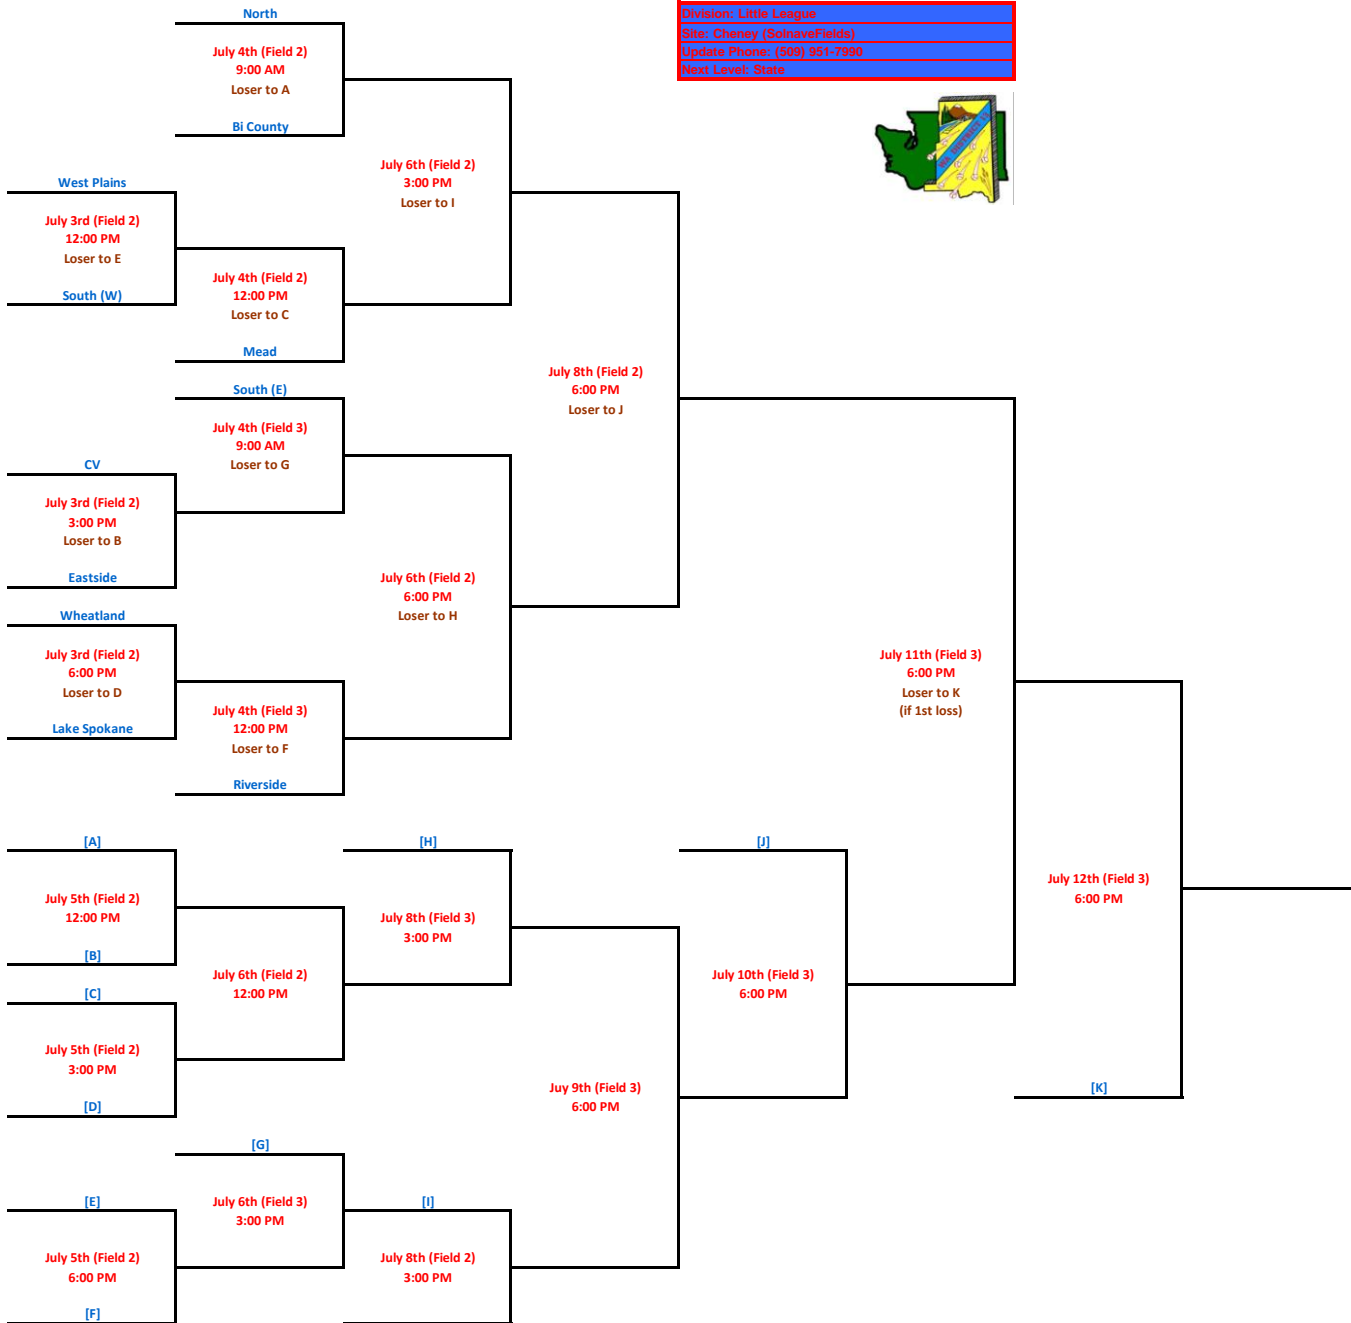 North
Division: Little League
Site: Cheney (SolnaveFields)
Update Phone: (509) 951-7990
Next Level: State
July 4th (Field 2)
9:00 AM
Loser to A
Bi County
WA DISTRICT 13
July 6th (Field 2)
3:00 PM
Loser to I
West Plains
July 3rd (Field 2)
12:00 PM
Loser to E
South (W)
July 4th (Field 2)
12:00 PM
Loser to C
Mead
July 8th (Field 2)
6:00 PM
Loser to J
South (E)
July 4th (Field 3)
9:00 AM
Loser to G
CV
July 3rd (Field 2)
3:00 PM
Loser to B
Eastside
July 6th (Field 2)
6:00 PM
Loser to H
Wheatland
July 3rd (Field 2)
6:00 PM
Loser to D
Lake Spokane
July 4th (Field 3)
12:00 PM
Loser to F
Riverside
July 11th (Field 3)
6:00 PM
Loser to K
(if 1st loss)
[A]
[H]
[J]
July 5th (Field 2)
12:00 PM
[B]
July 8th (Field 3)
3:00 PM
July 12th (Field 3)
6:00 PM
July 6th (Field 2)
12:00 PM
July 10th (Field 3)
6:00 PM
[C]
July 5th (Field 2)
3:00 PM
[D]
Juy 9th (Field 3)
6:00 PM
[K]
[G]
July 6th (Field 3)
3:00 PM
[E]
[I]
July 5th (Field 2)
6:00 PM
[F]
July 8th (Field 2)
3:00 PM